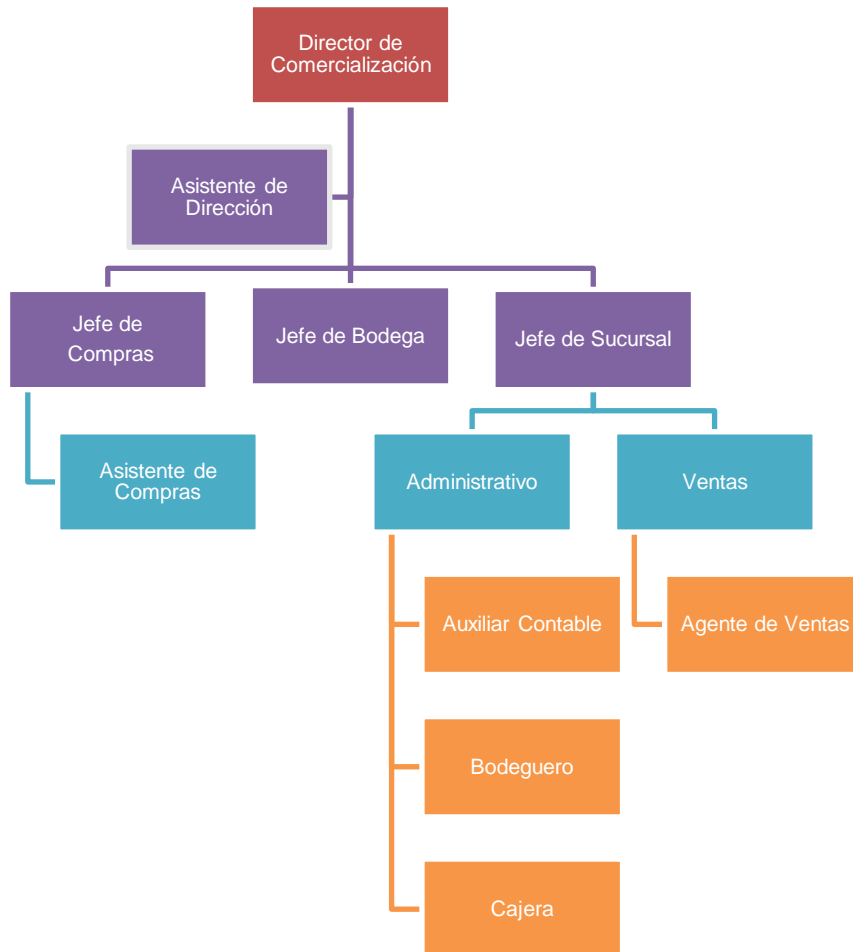 Director de
Comercialización
Asistente de
Dirección
Jefe de
Compras
Jefe de Bodega
Jefe de Sucursal
Asistente de
Compras
Administrativo
Ventas
Auxiliar Contable
Agente de Ventas
Bodeguero
Cajera